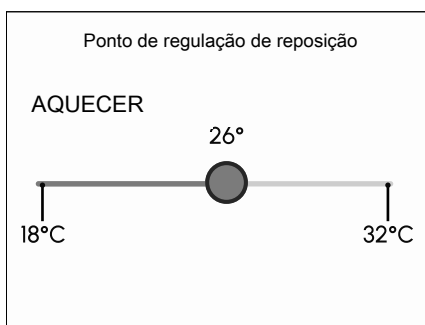 Ponto de regulação de reposição
AQUECER
26°
18°C
32°C